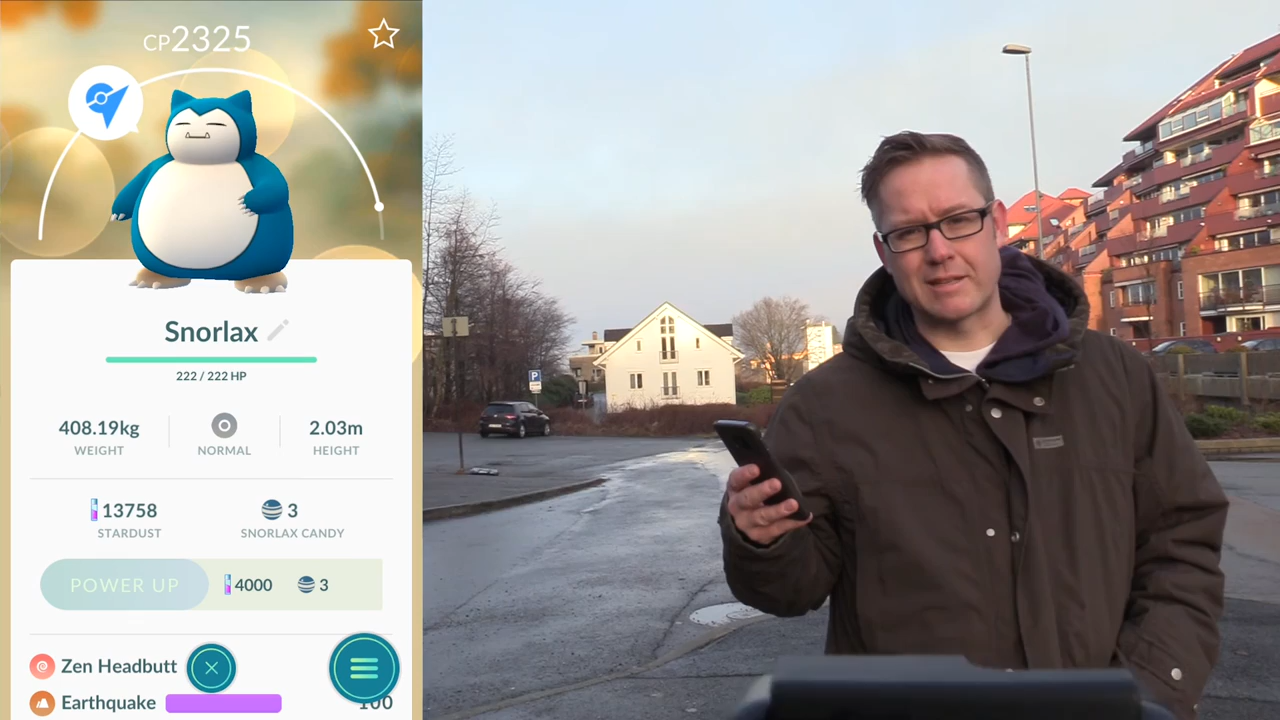 CP2325
Snorlax
222 / 222 HP
408.19kg
WEIGHT
NORMAL
2.03m
HEIGHT
13758
STARDUST
3
SNORLAX CANDY
POWER UP
4000
3
Zen Headbutt
Earthquake
100
P